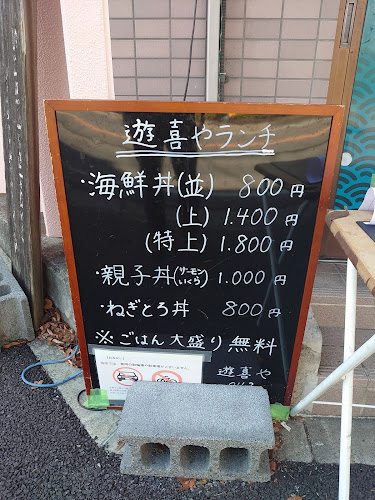 遊喜やランチ
・海鮮丼(並) 800円
(上) 1.400円
(特上) 1.800円
・親子丼(サーモンいくら) 1.000円
・ねぎとろ丼 800円
※ごはん大盛り無料
遊喜や